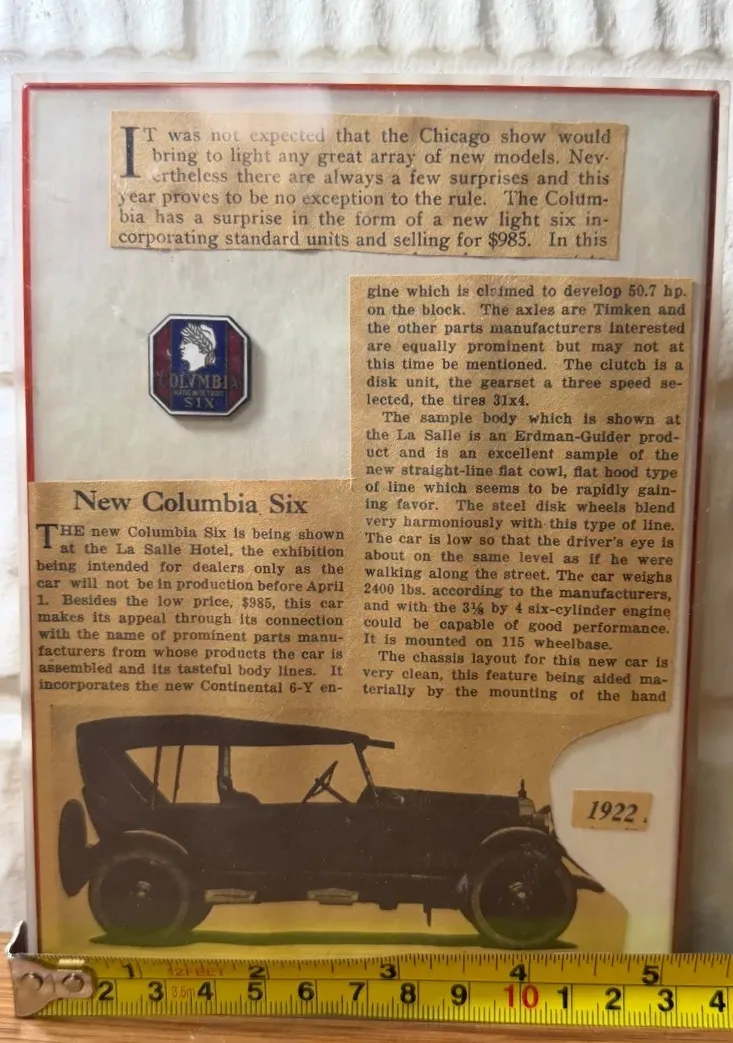 IT was not expected that the Chicago show would
bring to light any great array of new models. Nev-
ertheless there are always a few surprises and this
year proves to be no exception to the rule. The Colum-
bia has a surprise in the form of a new light six in-
corporating standard units and selling for $985. In this
COLVMBIA
MADE IN DETROIT
SIX
New Columbia Six
THE new Columbia Six is being shown
at the La Salle Hotel, the exhibition
being intended for dealers only as the
car will not be in production before April
1. Besides the low price, $985, this car
makes its appeal through its connection
with the name of prominent parts manu-
facturers from whose products the car is
assembled and its tasteful body lines. It
incorporates the new Continental 6-Y en-
gine which is claimed to develop 50.7 hp.
on the block. The axles are Timken and
the other parts manufacturers interested
are equally prominent but may not at
this time be mentioned. The clutch is a
disk unit, the gearset a three speed se-
lected, the tires 31x4.
The sample body which is shown at
the La Salle is an Erdman-Guider prod-
uct and is an excellent sample of the
new straight-line flat cowl, flat hood type
of line which seems to be rapidly gain-
ing favor. The steel disk wheels blend
very harmoniously with this type of line.
The car is low so that the driver's eye is
about on the same level as if he were
walking along the street. The car weighs
2400 lbs. according to the manufacturers,
and with the 3⅛ by 4 six-cylinder engine
could be capable of good performance.
It is mounted on 115 wheelbase.
The chassis layout for this new car is
very clean, this feature being aided ma-
terially by the mounting of the hand
1922
1 12FEET 2 3 4 5
2 3 3.5m 4 5 6 7 8 9 10 1 2 3 4